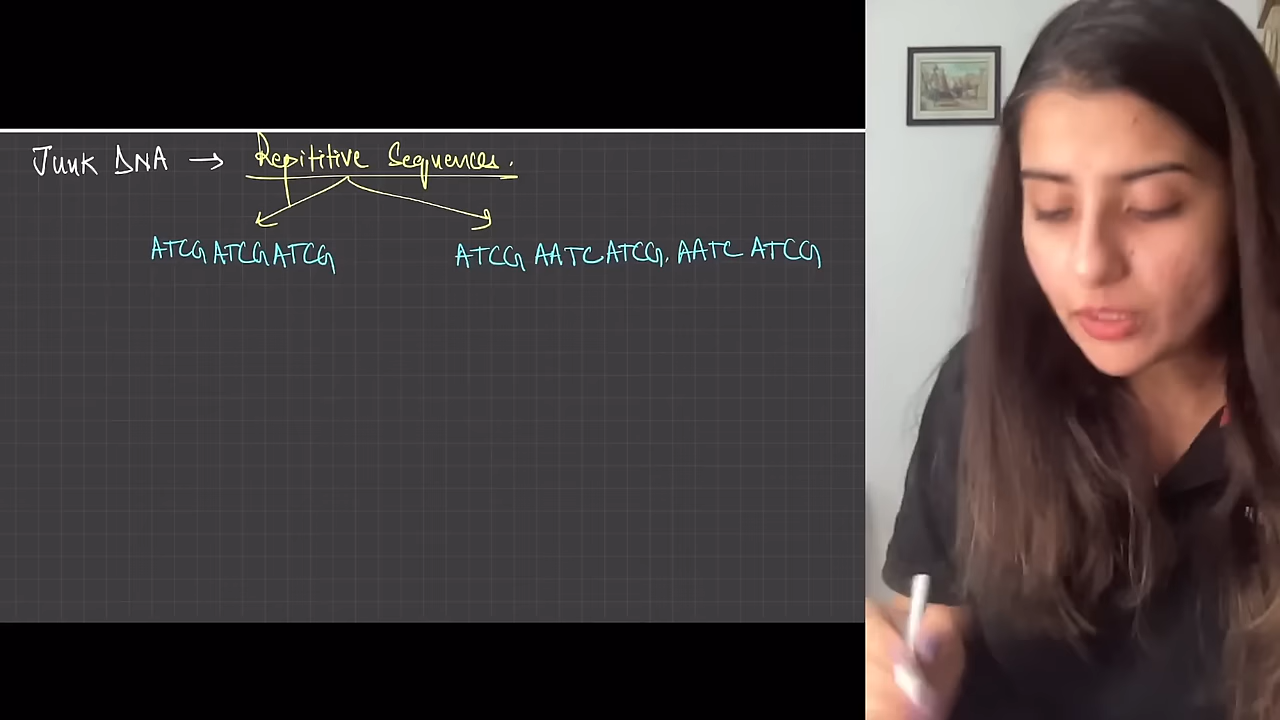 Junk DNA → Repititive Sequences.
ATCG ATCG ATCG
ATCG AATC ATCG. AATC ATCG